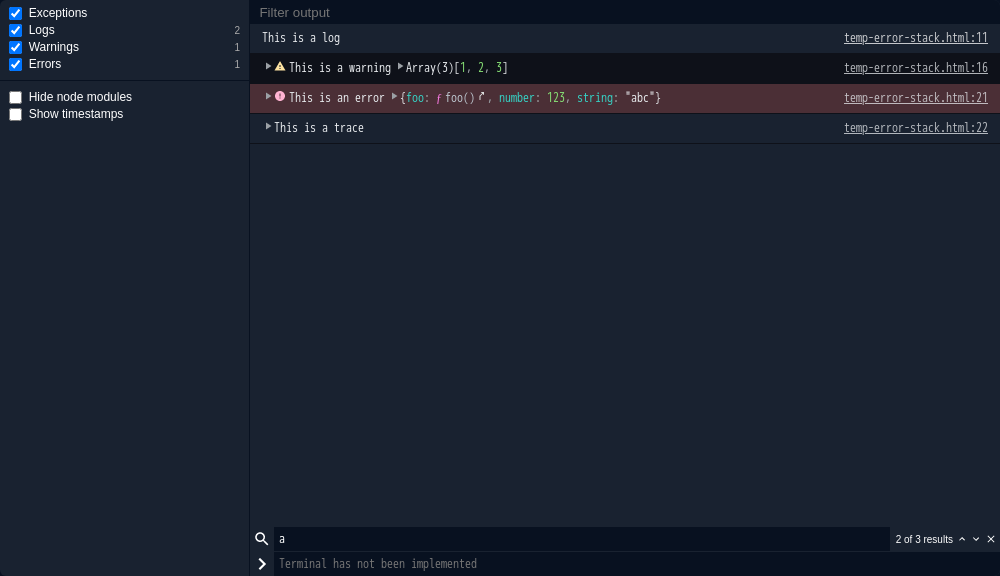 Exceptions
Logs 2
Warnings 1
Errors 1
Hide node modules
Show timestamps
Filter output
This is a log temp-error-stack.html:11
This is a warning Array(3)[1, 2, 3] temp-error-stack.html:16
This is an error {foo: ƒ foo() , number: 123, string: "abc"} temp-error-stack.html:21
This is a trace temp-error-stack.html:22
a 2 of 3 results
Terminal has not been implemented